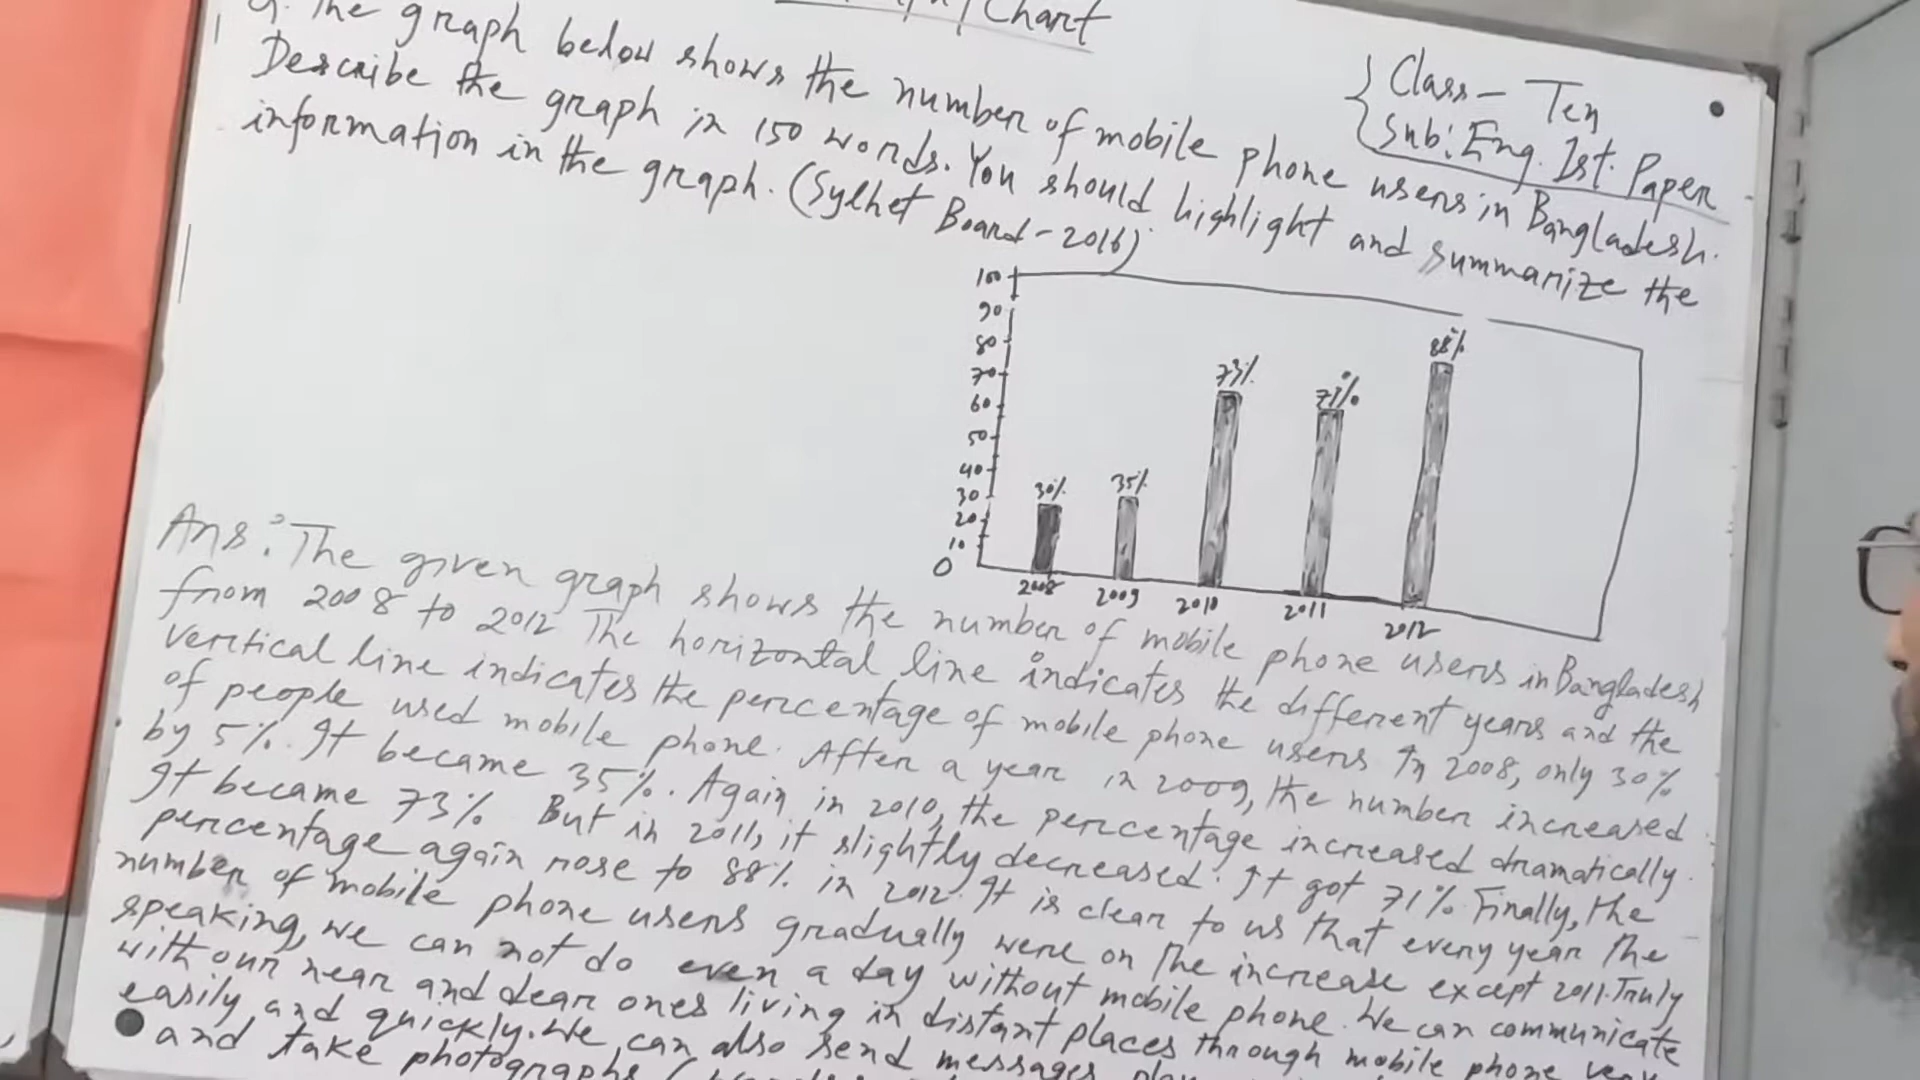 Chart
Class - Ten
Sub: Eng. 1st. Paper
The graph below shows the number of mobile phone users in Bangladesh.
Describe the graph in 150 words. You should highlight and summarize the
information in the graph. (Sylhet Board - 2016)
100
90
80
70
60
50
40
30
20
10
0
30%
35%
73%
71%
88%
2008
2009
2010
2011
2012
Ans: The given graph shows the number of mobile phone users in Bangladesh
from 2008 to 2012 The horizontal line indicates the different years and the
vertical line indicates the percentage of mobile phone users In 2008, only 30%
of people used mobile phone. After a year in 2009, the number increased
by 5%. It became 35%. Again in 2010, the percentage increased dramatically.
It became 73%. But in 2011, it slightly decreased. It got 71%. Finally, the
percentage again rose to 88% in 2012. It is clear to us that every year the
number of mobile phone users gradually were on the increase except 2011. Truly
speaking, we can not do even a day without mobile phone. We can communicate
with our near and dear ones living in distant places through mobile phone very
easily and quickly. We can also send messages
and take photographs